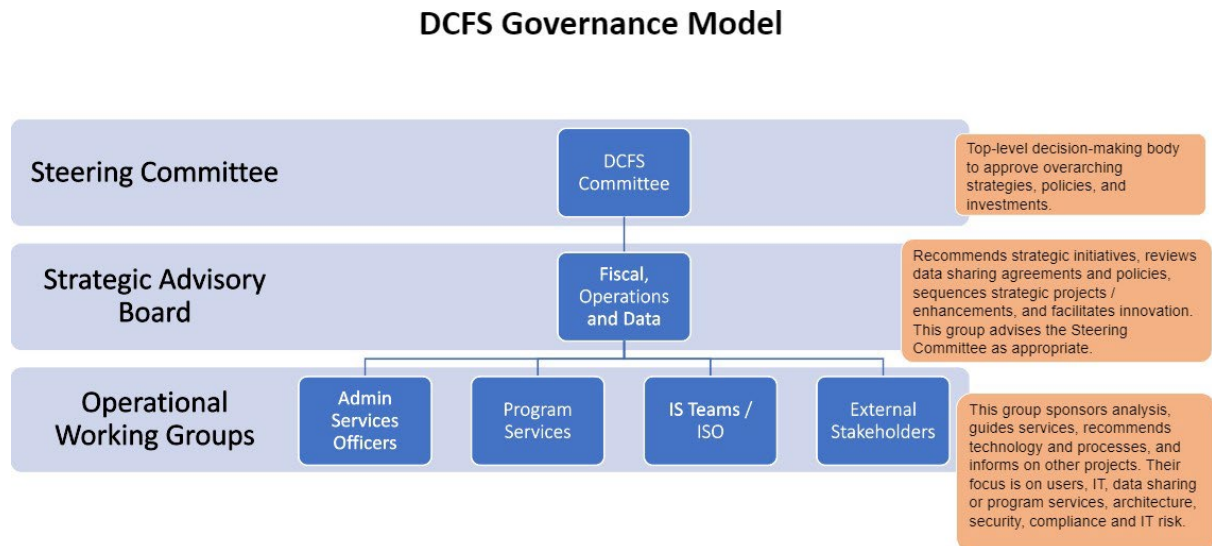 DCFS Governance Model
Steering Committee
DCFS
Committee
Top-level decision-making body
to approve overarching
strategies, policies, and
investments.
Strategic Advisory
Board
Fiscal,
Operations
and Data
Recommends strategic initiatives, reviews
data sharing agreements and policies,
sequences strategic projects /
enhancements, and facilitates innovation.
This group advises the Steering
Committee as appropriate.
Operational
Working Groups
Admin
Services
Officers
Program
Services
IS Teams /
ISO
External
Stakeholders
This group sponsors analysis,
guides services, recommends
technology and processes, and
informs on other projects. Their
focus is on users, IT, data sharing
or program services, architecture,
security, compliance and IT risk.